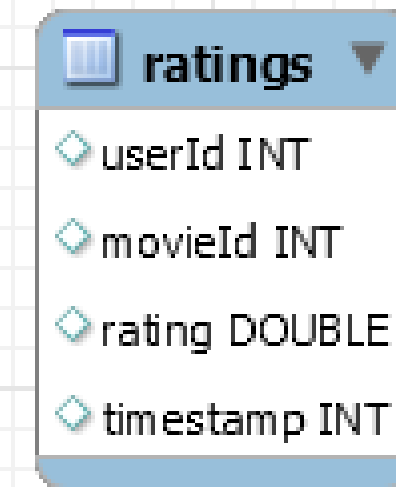 ratings
userId INT
movieId INT
rating DOUBLE
timestamp INT